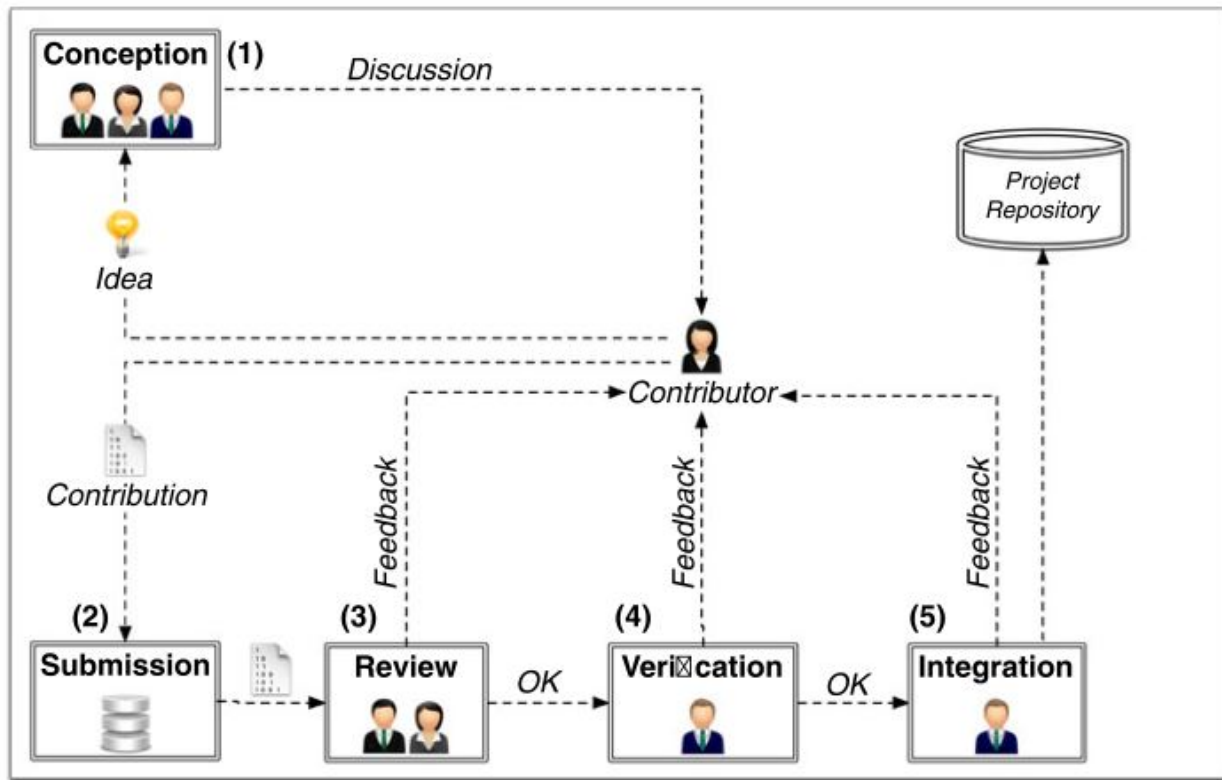 Conception (1)
Discussion
Project
Repository
Idea
Contributor
Contribution
Feedback
Feedback
Feedback
(2)
(3)
(4)
(5)
Submission
Review
OK
Veri☒cation
OK
Integration